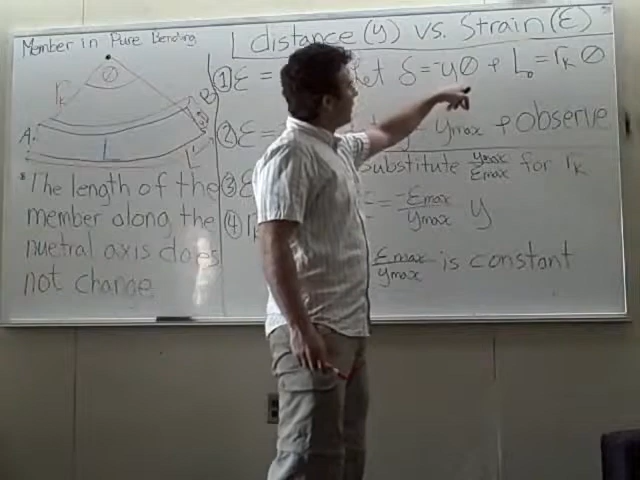 Member in Pure Bending
⊥ distance (y) vs. Strain (ε)
rₖ
Ø
A
B
L
L'
* The length of the
member along the
nuetral axis does
not change
① ε = let δ = -yØ + L₀ = rₖ Ø
② ε = y = ymax + observe
③ ε substitute ymax/εmax for rₖ
④ = -εmax/ymax y
εmax/ymax is constant